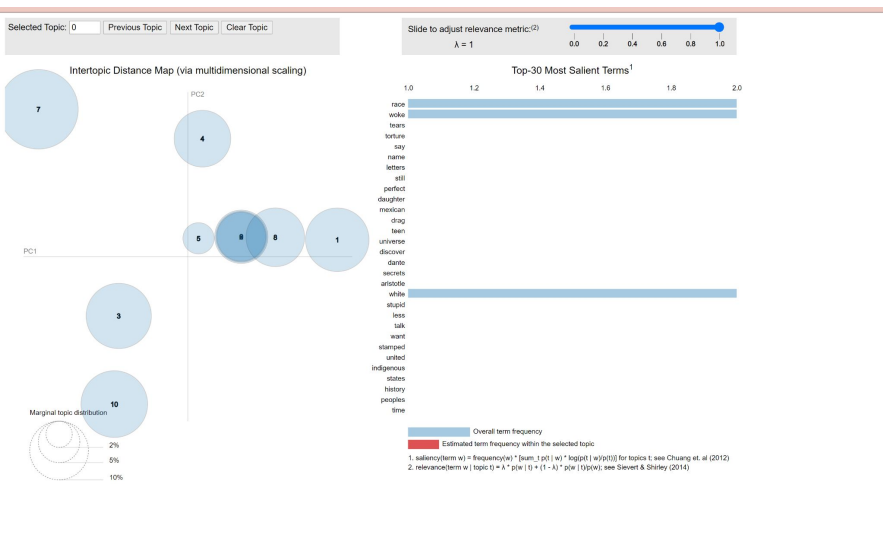 Selected Topic: 0 Previous Topic Next Topic Clear Topic
Slide to adjust relevance metric:(2)
λ = 1
0.0 0.2 0.4 0.6 0.8 1.0
Intertopic Distance Map (via multidimensional scaling)
PC2
PC1
7
4
5
8
1
3
10
Marginal topic distribution
2%
5%
10%
Top-30 Most Salient Terms1
1.0 1.2 1.4 1.6 1.8 2.0
race
woke
tears
torture
say
name
letters
still
perfect
daughter
mexican
drag
teen
universe
discover
dante
secrets
aristotle
white
stupid
less
talk
want
stamped
united
indigenous
states
history
peoples
time
Overall term frequency
Estimated term frequency within the selected topic
1. saliency(term w) = frequency(w) * [sum_t p(t | w) * log(p(t | w)/p(t))] for topics t; see Chuang et. al (2012)
2. relevance(term w | topic t) = λ * p(w | t) + (1 - λ) * p(w | t)/p(w); see Sievert & Shirley (2014)